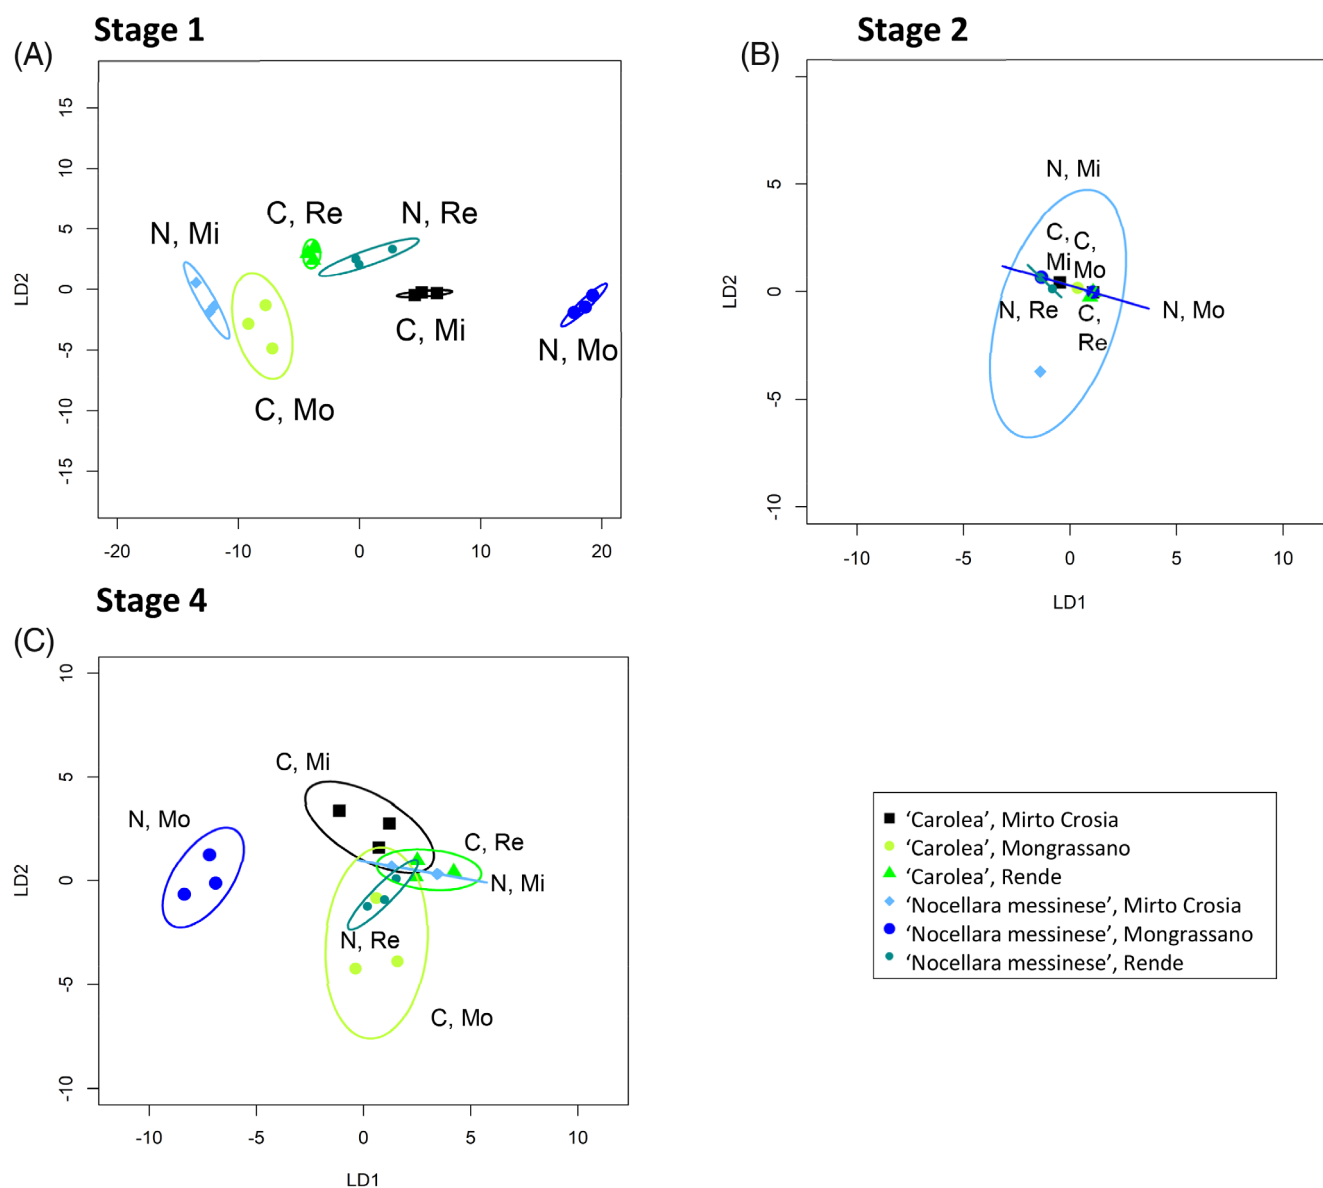 Stage 1
(A)
15
10
5
0
-5
-10
-15
LD2
N, Mi
C, Re
N, Re
C, Mo
C, Mi
N, Mo
-20
-10
0
10
20
Stage 2
(B)
5
0
-5
-10
LD2
N, Mi
C,
Mi
C,
Mo
N, Re
C,
Re
N, Mo
-10
-5
0
5
10
LD1
Stage 4
(C)
10
5
0
-5
-10
LD2
C, Mi
N, Mo
C, Re
N, Mi
N, Re
C, Mo
-10
-5
0
5
10
LD1
'Carolea', Mirto Crosia
'Carolea', Mongrassano
'Carolea', Rende
'Nocellara messinese', Mirto Crosia
'Nocellara messinese', Mongrassano
'Nocellara messinese', Rende